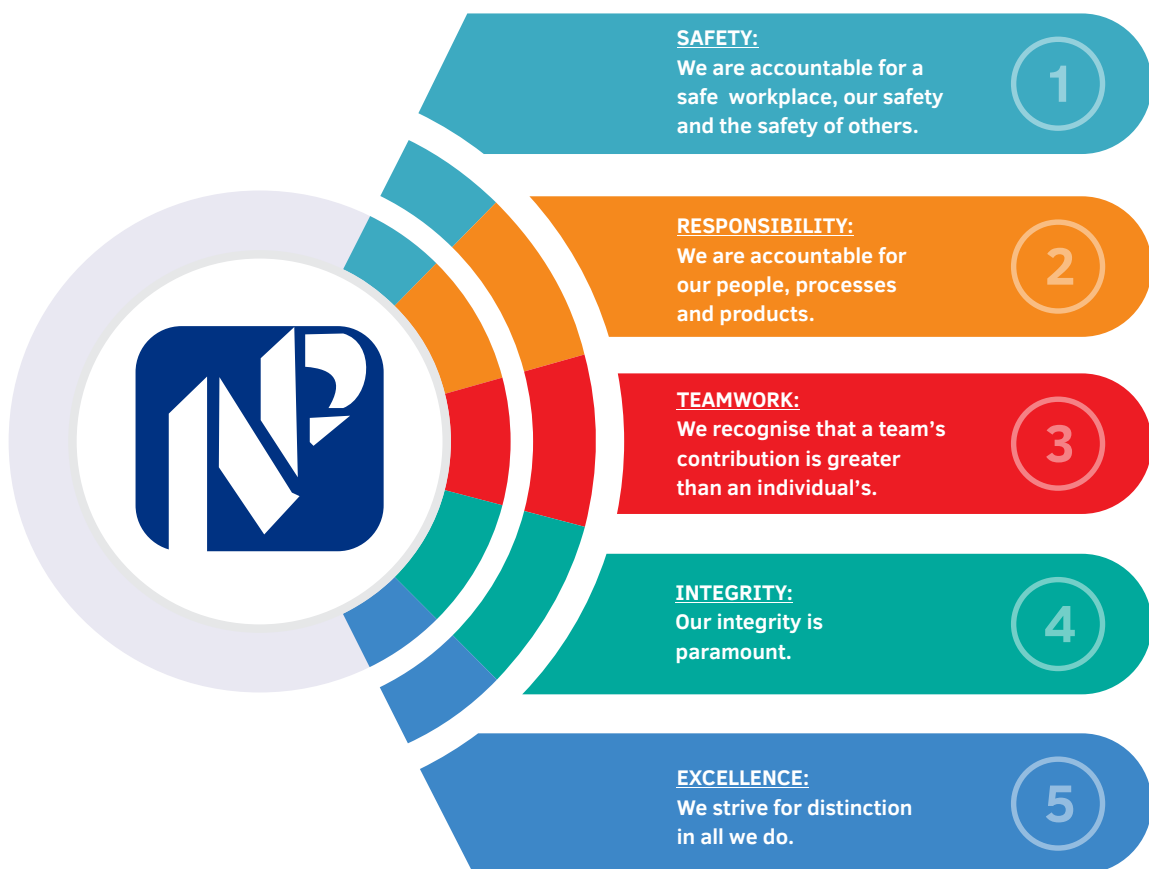 SAFETY:
We are accountable for a
safe workplace, our safety
and the safety of others.
1
RESPONSIBILITY:
We are accountable for
our people, processes
and products.
2
TEAMWORK:
We recognise that a team’s
contribution is greater
than an individual’s.
3
INTEGRITY:
Our integrity is
paramount.
4
EXCELLENCE:
We strive for distinction
in all we do.
5
NP